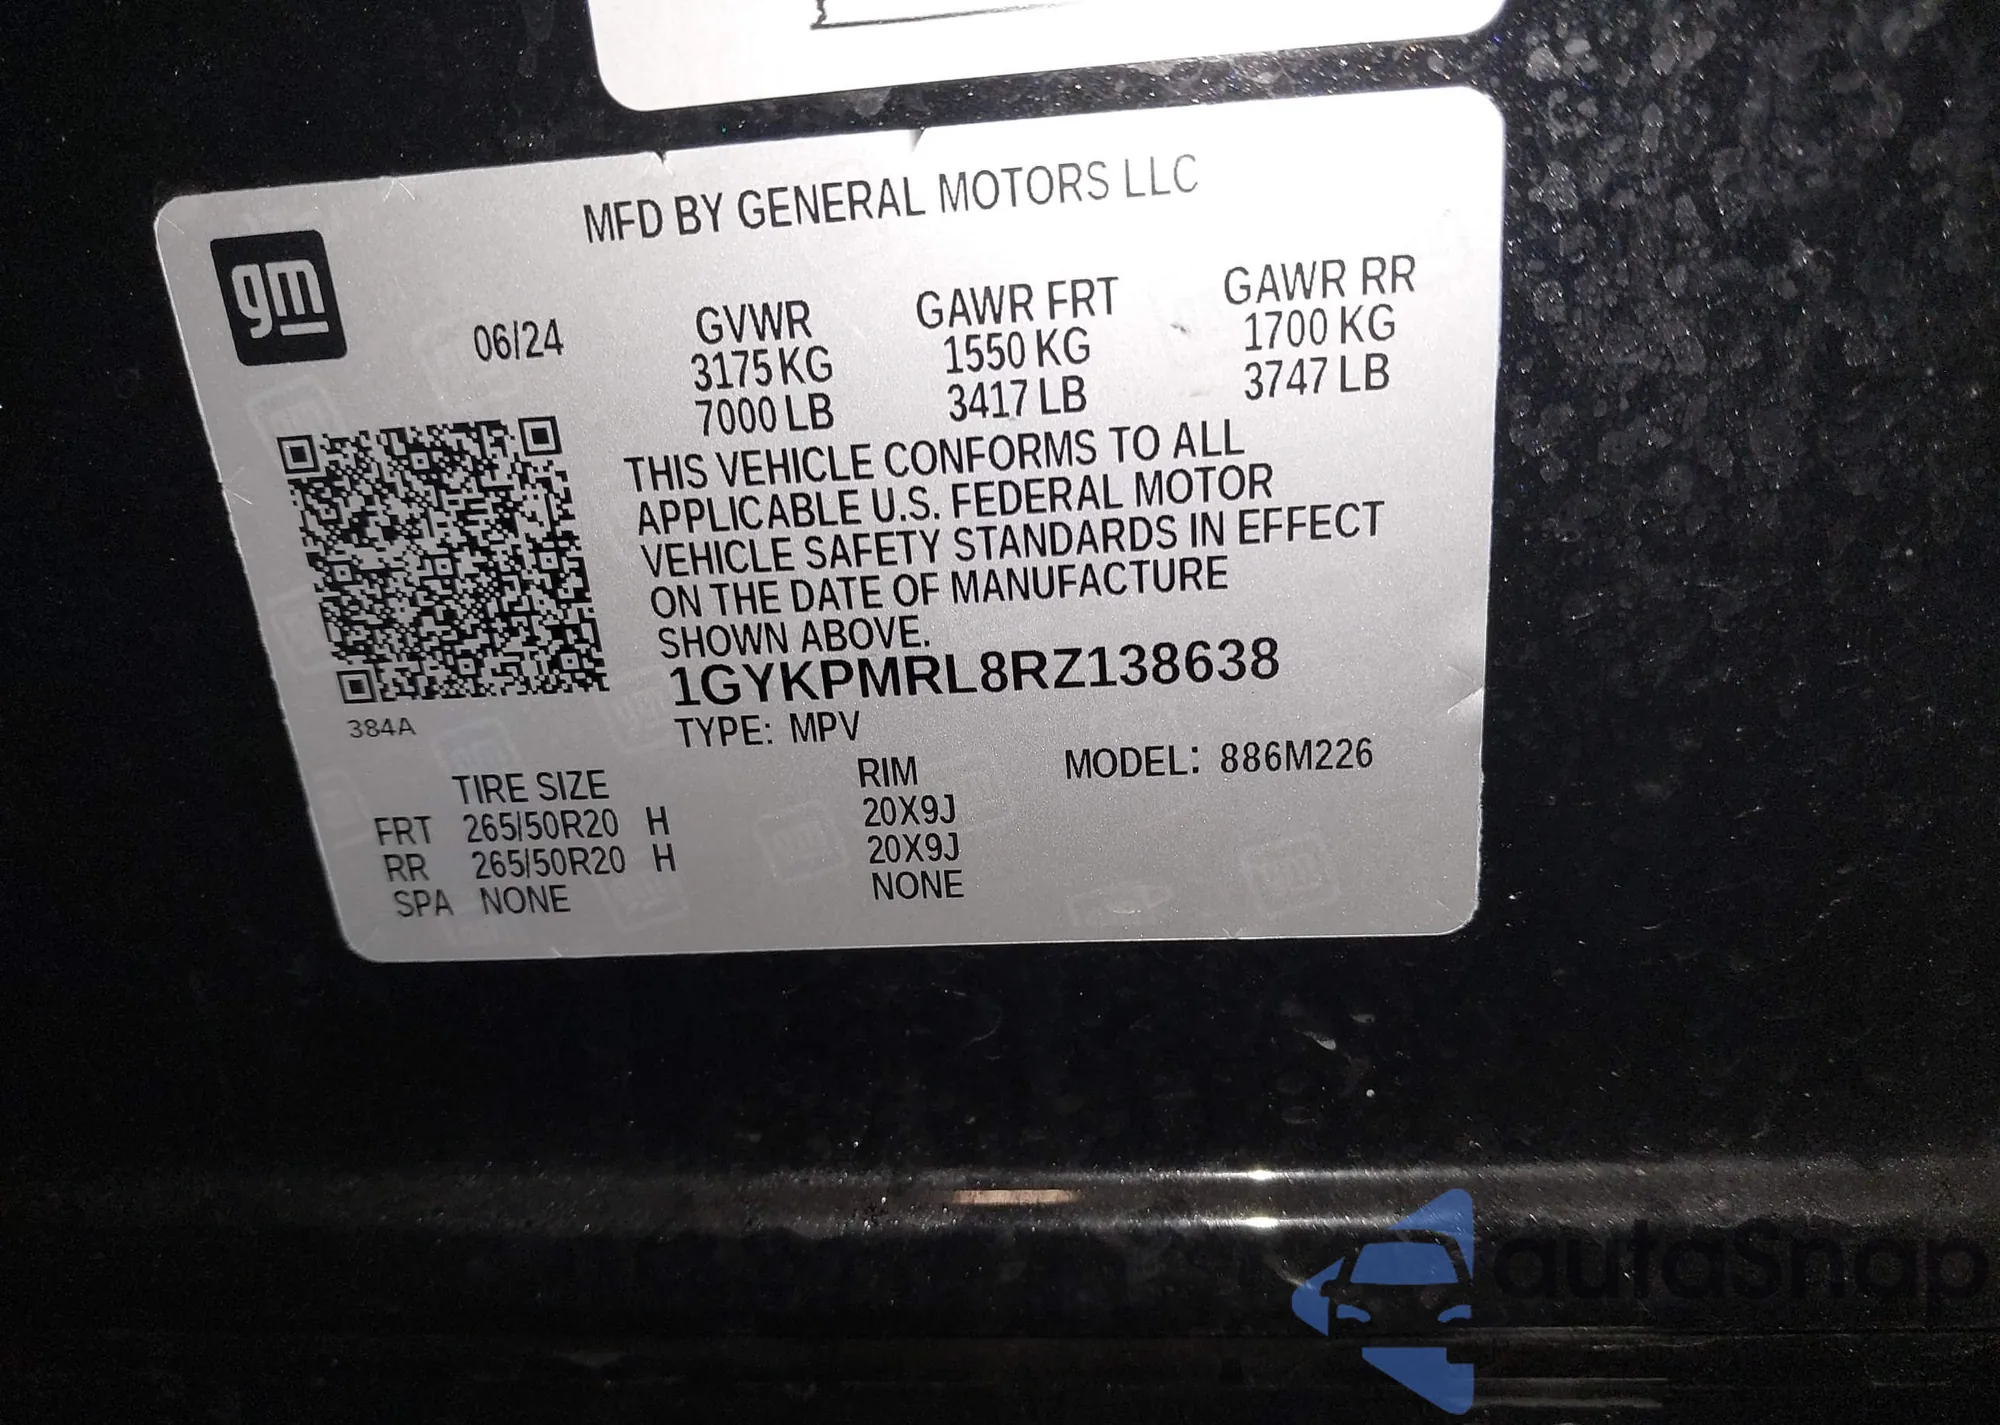 MFD BY GENERAL MOTORS LLC
gm
06/24
GVWR
3175 KG
7000 LB
GAWR FRT
1550 KG
3417 LB
GAWR RR
1700 KG
3747 LB
THIS VEHICLE CONFORMS TO ALL
APPLICABLE U.S. FEDERAL MOTOR
VEHICLE SAFETY STANDARDS IN EFFECT
ON THE DATE OF MANUFACTURE
SHOWN ABOVE.
1GYKPMRL8RZ138638
384A
TYPE: MPV
MODEL: 886M226
TIRE SIZE RIM
FRT 265/50R20 H 20X9J
RR 265/50R20 H 20X9J
SPA NONE NONE
autaSnap